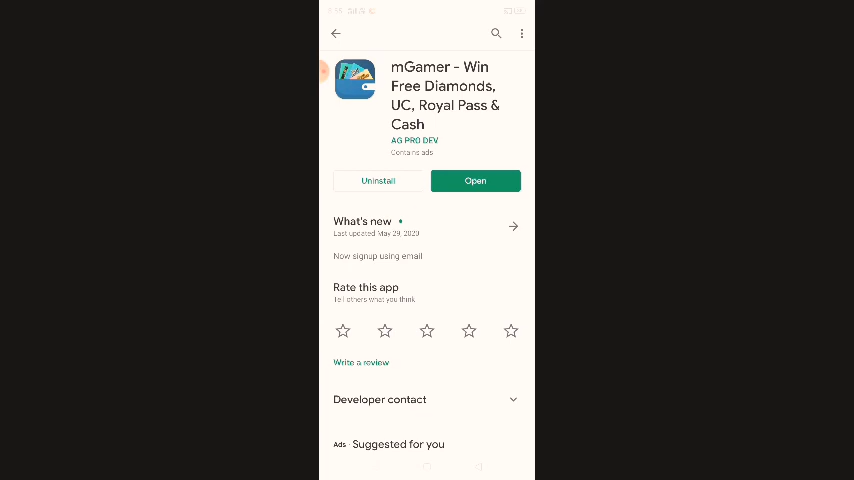 mGamer - Win
Free Diamonds,
UC, Royal Pass &
Cash
AG PRO DEV
Contains ads
Uninstall
Open
What's new
Last updated May 29, 2020
Now signup using email
Rate this app
Tell others what you think
Write a review
Developer contact
Ads · Suggested for you